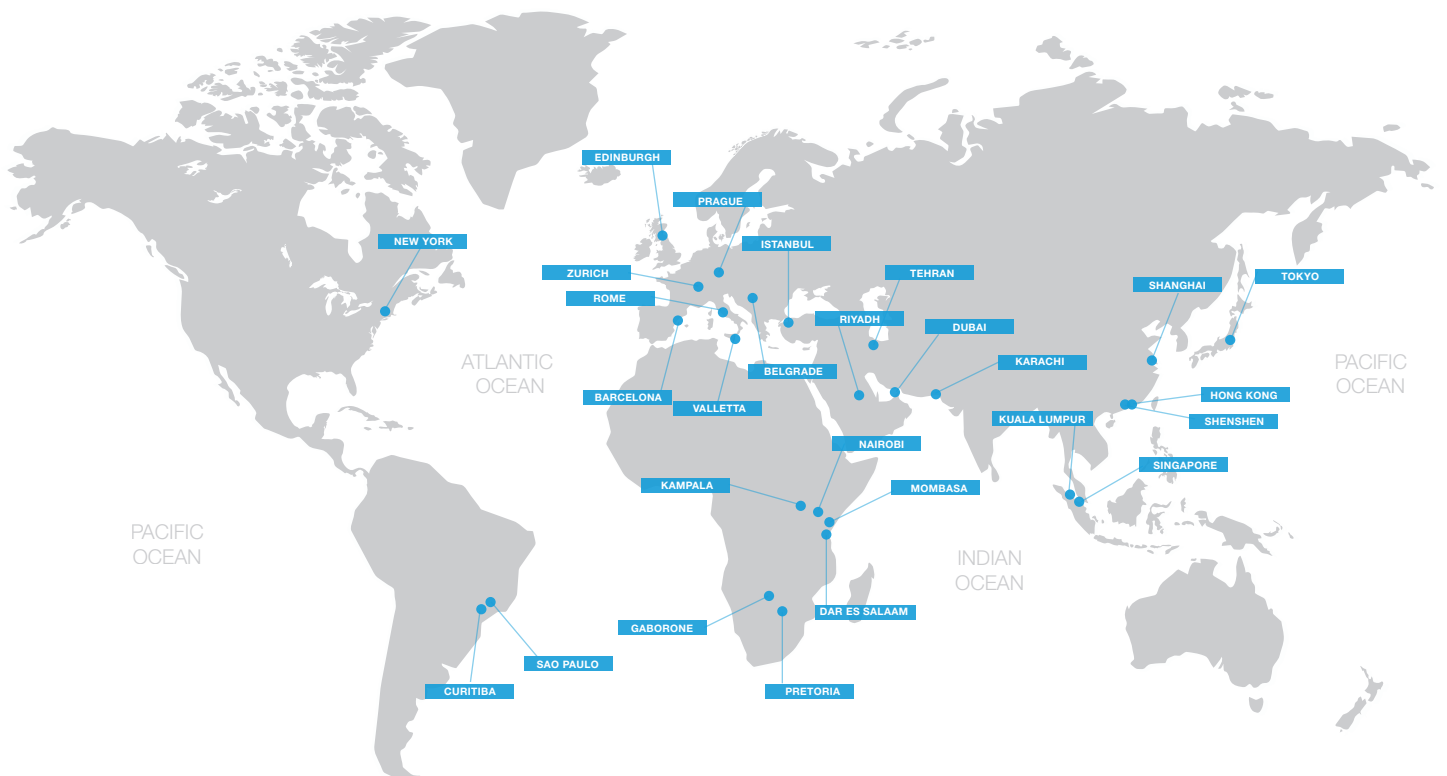 EDINBURGH
PRAGUE
NEW YORK
ISTANBUL
ZURICH
TEHRAN
TOKYO
SHANGHAI
ROME
RIYADH
DUBAI
ATLANTIC
OCEAN
KARACHI
PACIFIC
OCEAN
BELGRADE
BARCELONA
VALLETTA
HONG KONG
KUALA LUMPUR
SHENSHEN
NAIROBI
SINGAPORE
KAMPALA
MOMBASA
PACIFIC
OCEAN
INDIAN
OCEAN
DAR ES SALAAM
GABORONE
SAO PAULO
CURITIBA
PRETORIA